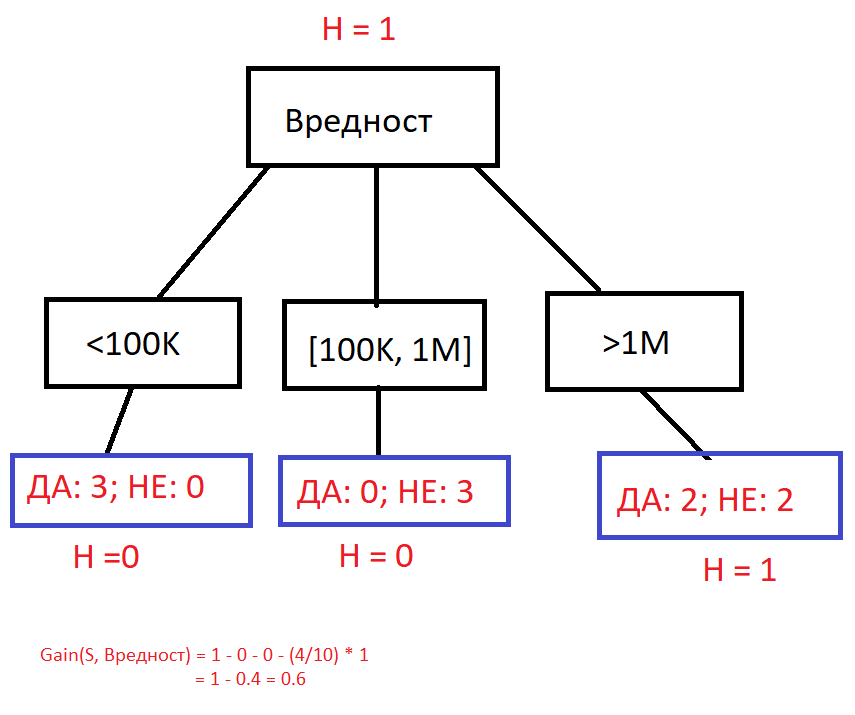 H = 1
Вредност
<100K
[100K, 1M]
>1M
ДА: 3; НЕ: 0
ДА: 0; НЕ: 3
ДА: 2; НЕ: 2
H =0
H = 0
H = 1
Gain(S, Вредност) = 1 - 0 - 0 - (4/10) * 1
= 1 - 0.4 = 0.6